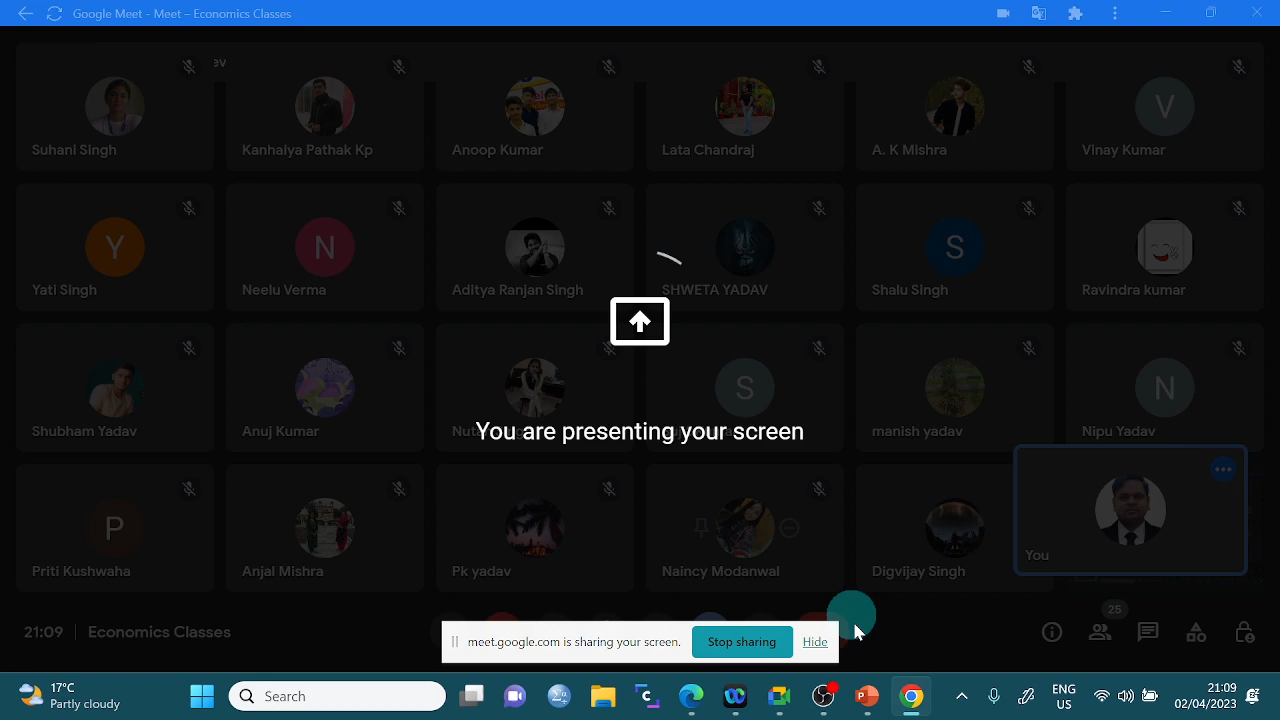 Google Meet - Meet – Economics Classes
ev
Suhani Singh
Kanhaiya Pathak Kp
Anoop Kumar
Lata Chandraj
A. K Mishra
V
Vinay Kumar
Y
Yati Singh
N
Neelu Verma
Aditya Ranjan Singh
SHWETA YADAV
S
Shalu Singh
Ravindra kumar
Shubham Yadav
Anuj Kumar
S
manish yadav
N
Nipu Yadav
You are presenting your screen
P
Priti Kushwaha
Anjal Mishra
Pk yadav
Naincy Modanwal
Digvijay Singh
You
21:09 | Economics Classes
25
meet.google.com is sharing your screen.
Stop sharing
Hide
17°C
Partly cloudy
Search
ENG
US
21:09
02/04/2023